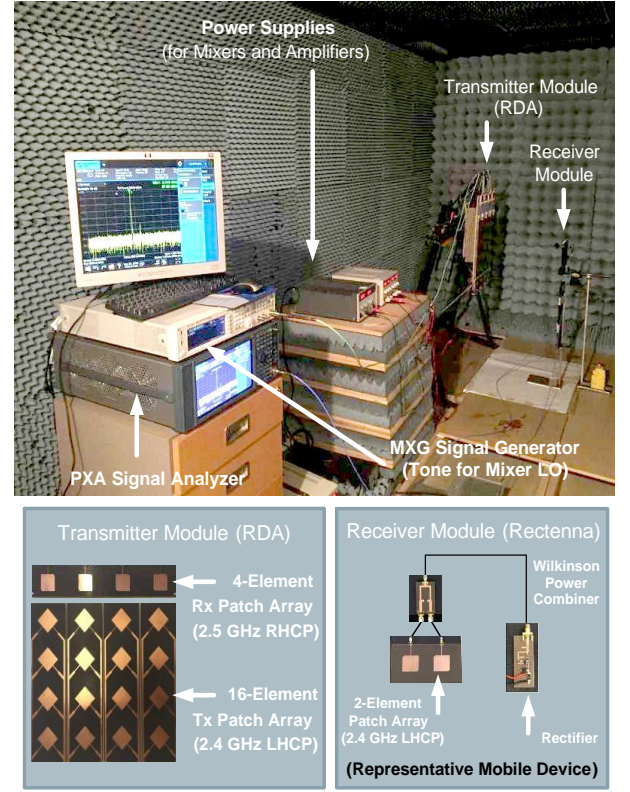 Power Supplies
(for Mixers and Amplifiers)
Transmitter Module
(RDA)
Receiver
Module
MXG Signal Generator
(Tone for Mixer LO)
PXA Signal Analyzer
Transmitter Module (RDA)
4-Element
Rx Patch Array
(2.5 GHz RHCP)
16-Element
Tx Patch Array
(2.4 GHz LHCP)
Receiver Module (Rectenna)
Wilkinson
Power
Combiner
2-Element
Patch Array
(2.4 GHz LHCP)
Rectifier
(Representative Mobile Device)